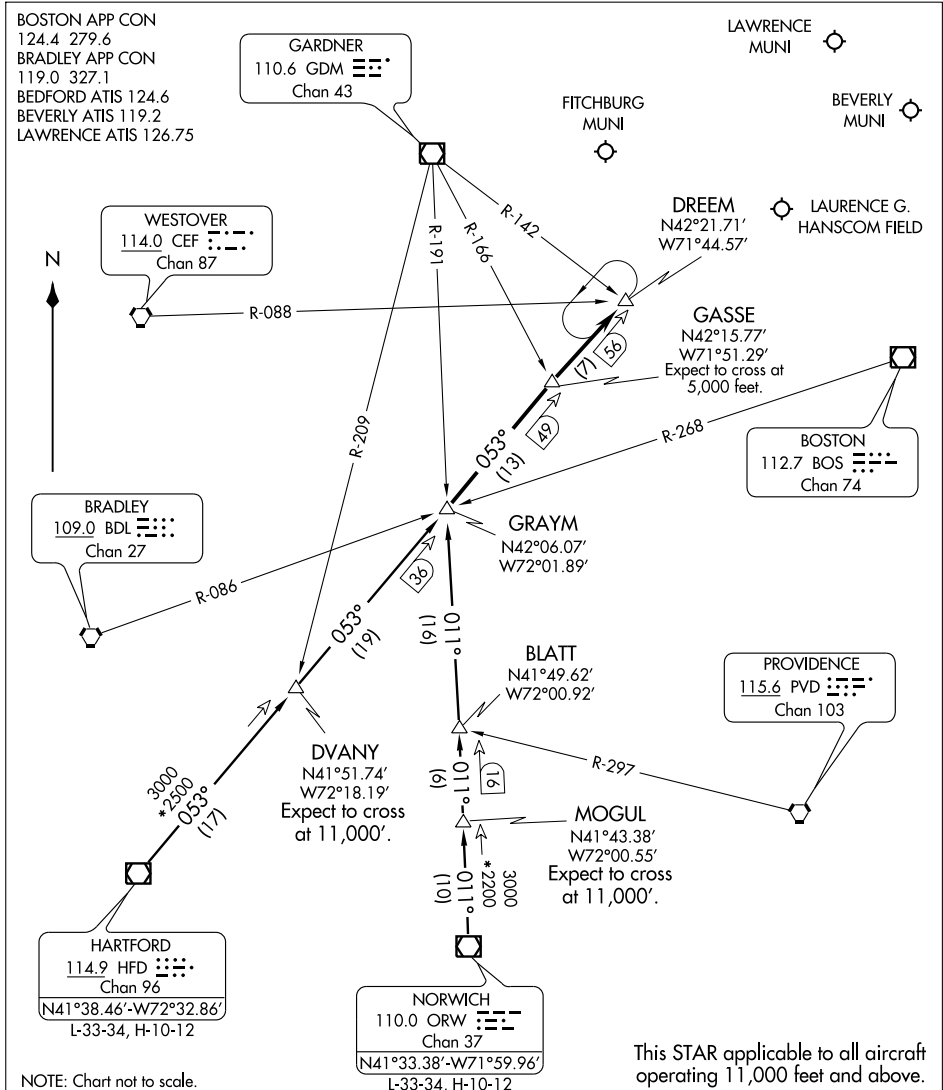 BOSTON APP CON
124.4 279.6
BRADLEY APP CON
119.0 327.1
BEDFORD ATIS 124.6
BEVERLY ATIS 119.2
LAWRENCE ATIS 126.75
GARDNER
110.6 GDM
Chan 43
LAWRENCE
MUNI
FITCHBURG
MUNI
BEVERLY
MUNI
WESTOVER
114.0 CEF
Chan 87
N
R-142
R-166
R-191
R-209
DREEM
N42°21.71'
W71°44.57'
LAURENCE G.
HANSCOM FIELD
R-088
GASSE
N42°15.77'
W71°51.29'
Expect to cross at
5,000 feet.
56
(7)
49
053°
(13)
R-268
BOSTON
112.7 BOS
Chan 74
BRADLEY
109.0 BDL
Chan 27
GRAYM
N42°06.07'
W72°01.89'
36
R-086
053°
(19)
011°
(16)
BLATT
N41°49.62'
W72°00.92'
PROVIDENCE
115.6 PVD
Chan 103
DVANY
N41°51.74'
W72°18.19'
Expect to cross
at 11,000'.
R-297
16
011°
(6)
3000
*2500
053°
(17)
MOGUL
N41°43.38'
W72°00.55'
Expect to cross
at 11,000'.
3000
*2200
011°
(10)
HARTFORD
114.9 HFD
Chan 96
N41°38.46'-W72°32.86'
L-33-34, H-10-12
NORWICH
110.0 ORW
Chan 37
N41°33.38'-W71°59.96'
L-33-34, H-10-12
NOTE: Chart not to scale.
This STAR applicable to all aircraft
operating 11,000 feet and above.